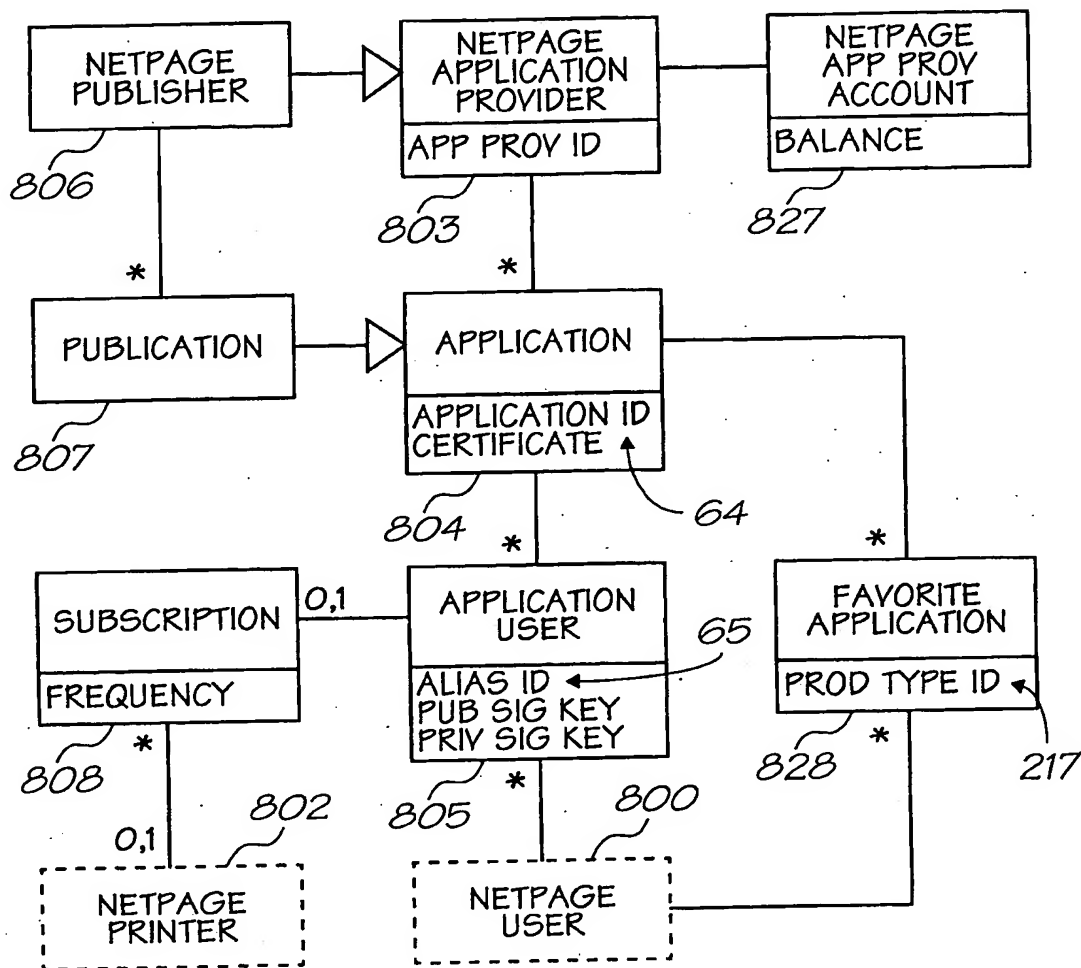 NETPAGE
PUBLISHER
806
NETPAGE
APPLICATION
PROVIDER
APP PROV ID
803
NETPAGE
APP PROV
ACCOUNT
BALANCE
827
*
*
PUBLICATION
807
APPLICATION
APPLICATION ID
CERTIFICATE
804
64
*
*
SUBSCRIPTION
FREQUENCY
808
0,1
APPLICATION
USER
ALIAS ID
PUB SIG KEY
PRIV SIG KEY
805
65
FAVORITE
APPLICATION
PROD TYPE ID
828
217
*
*
*
0,1
802
NETPAGE
PRINTER
800
NETPAGE
USER